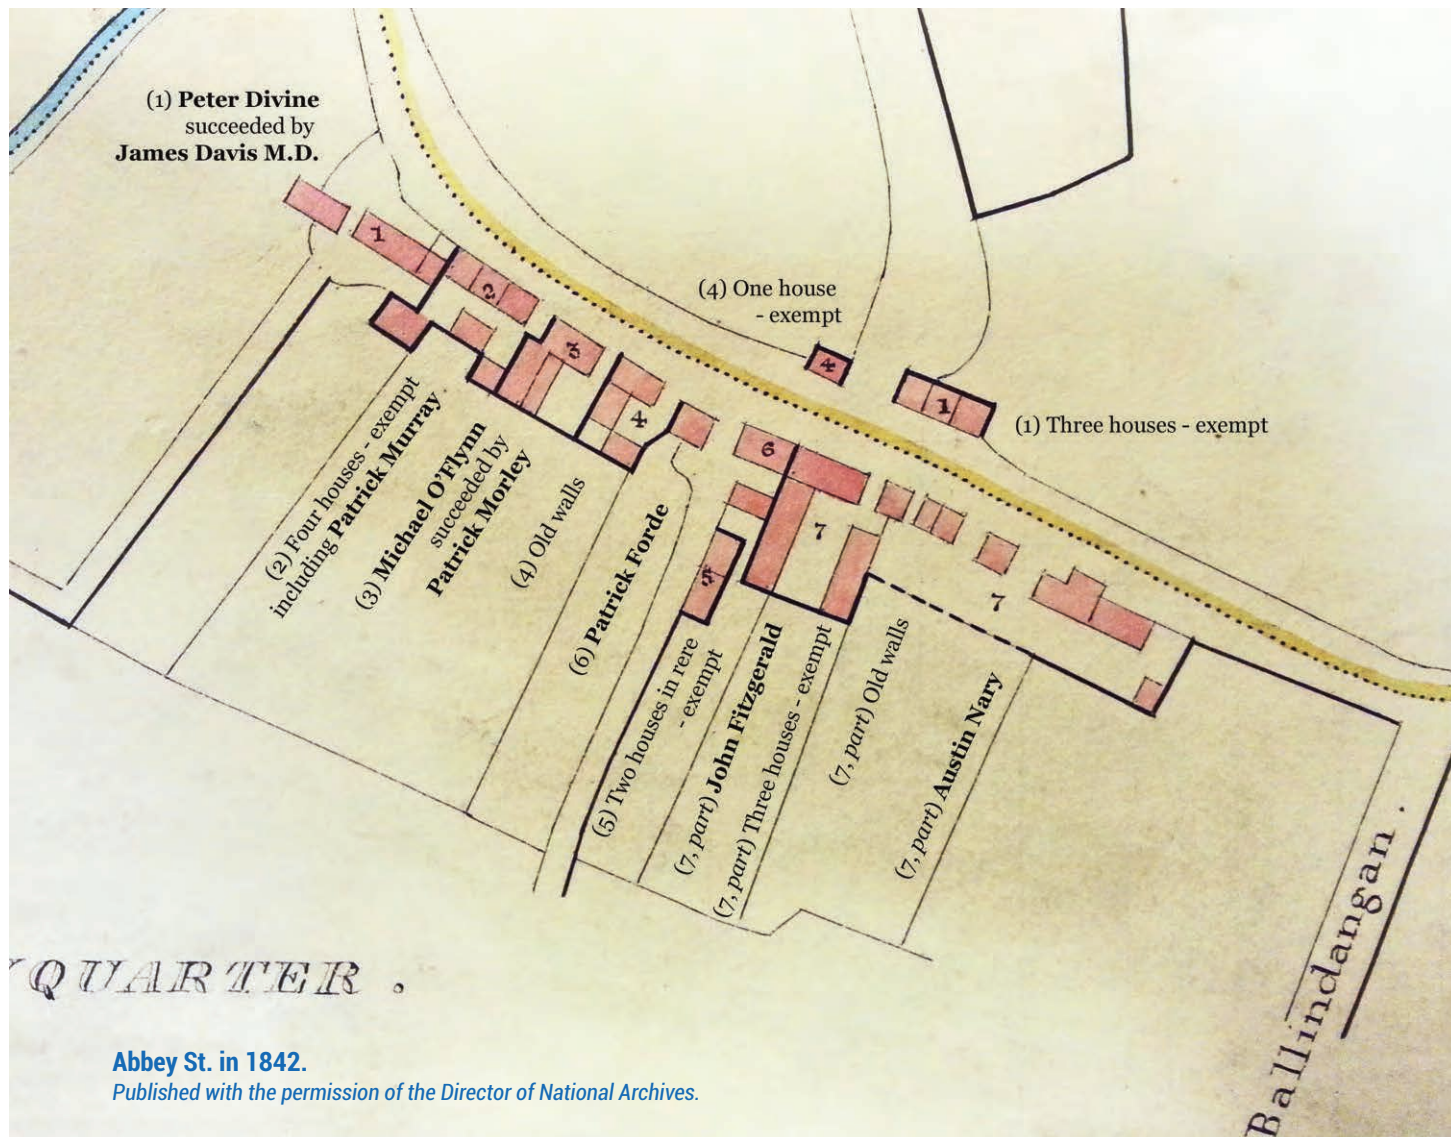 (1) Peter Divine
succeeded by
James Davis M.D.
1
2
3
4
(4) One house
- exempt
4
1
(1) Three houses - exempt
6
7
5
7
(2) Four houses - exempt
including Patrick Murray
(3) Michael O'Flynn
succeeded by
Patrick Morley
(4) Old walls
(6) Patrick Forde
(5) Two houses in rere
- exempt
(7, part) John Fitzgerald
(7, part) Three houses - exempt
(7, part) Old walls
(7, part) Austin Nary
Ballindangan.
QUARTER.
Abbey St. in 1842.
Published with the permission of the Director of National Archives.